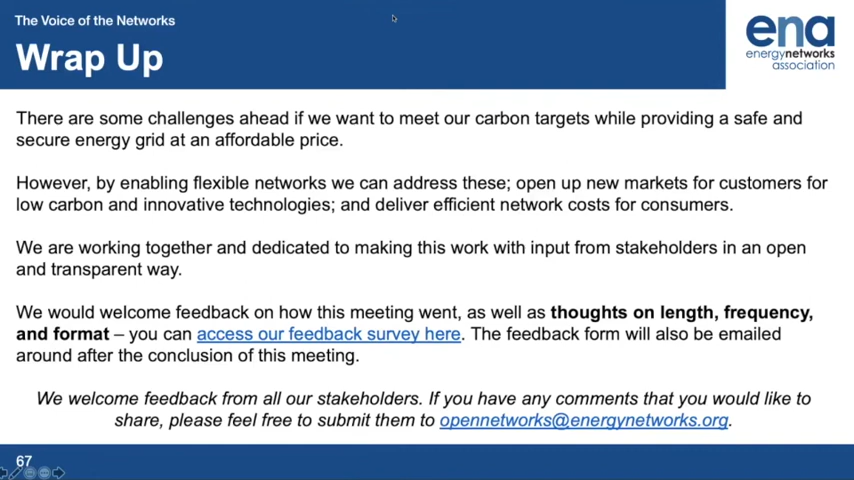 The Voice of the Networks
Wrap Up
ena
energynetworks
association
There are some challenges ahead if we want to meet our carbon targets while providing a safe and
secure energy grid at an affordable price.
However, by enabling flexible networks we can address these; open up new markets for customers for
low carbon and innovative technologies; and deliver efficient network costs for consumers.
We are working together and dedicated to making this work with input from stakeholders in an open
and transparent way.
We would welcome feedback on how this meeting went, as well as thoughts on length, frequency,
and format – you can access our feedback survey here. The feedback form will also be emailed
around after the conclusion of this meeting.
We welcome feedback from all our stakeholders. If you have any comments that you would like to
share, please feel free to submit them to opennetworks@energynetworks.org.
67